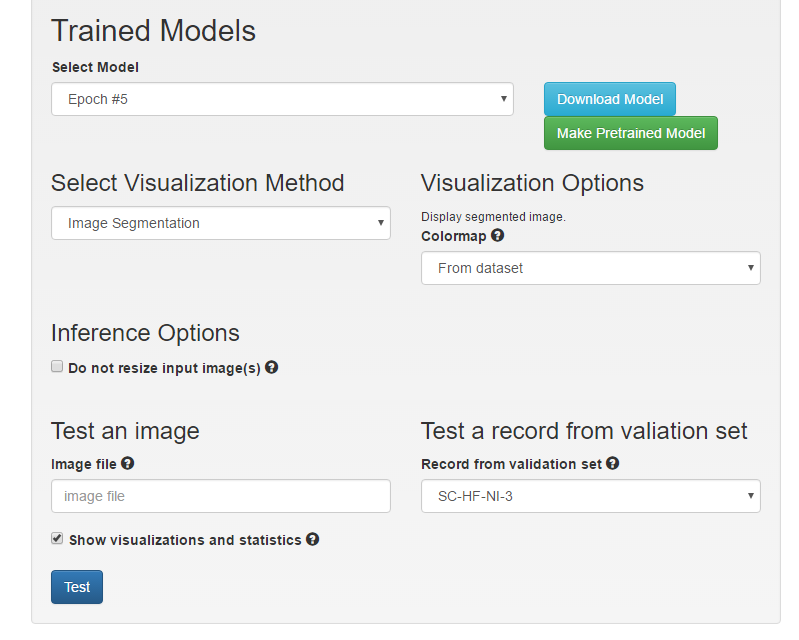 Trained Models
Select Model
Epoch #5
Download Model
Make Pretrained Model
Select Visualization Method
Image Segmentation
Visualization Options
Display segmented image.
Colormap
From dataset
Inference Options
Do not resize input image(s)
Test an image
Image file
image file
Test a record from valiation set
Record from validation set
SC-HF-NI-3
Show visualizations and statistics
Test